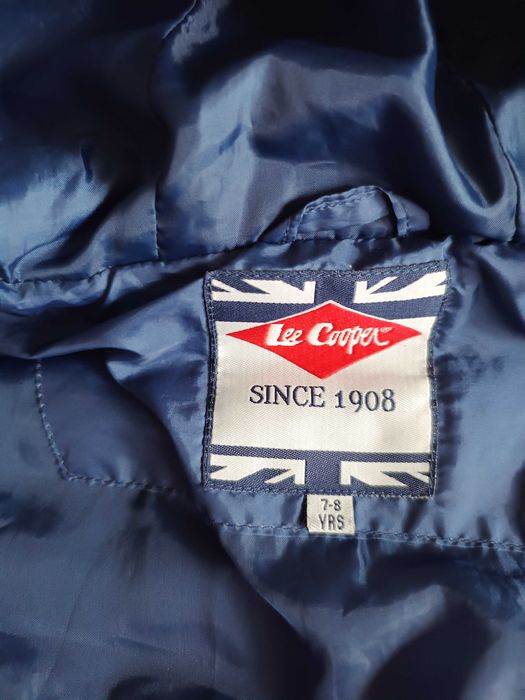 Lee Cooper
SINCE 1908
7-8
YRS